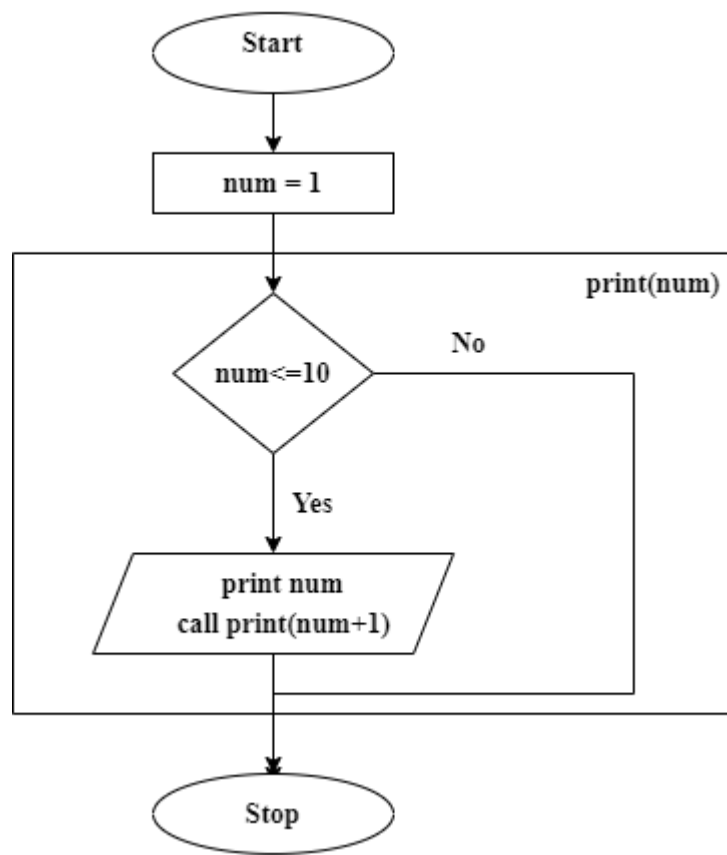 Start
num = 1
print(num)
num<=10
No
Yes
print num
call print(num+1)
Stop